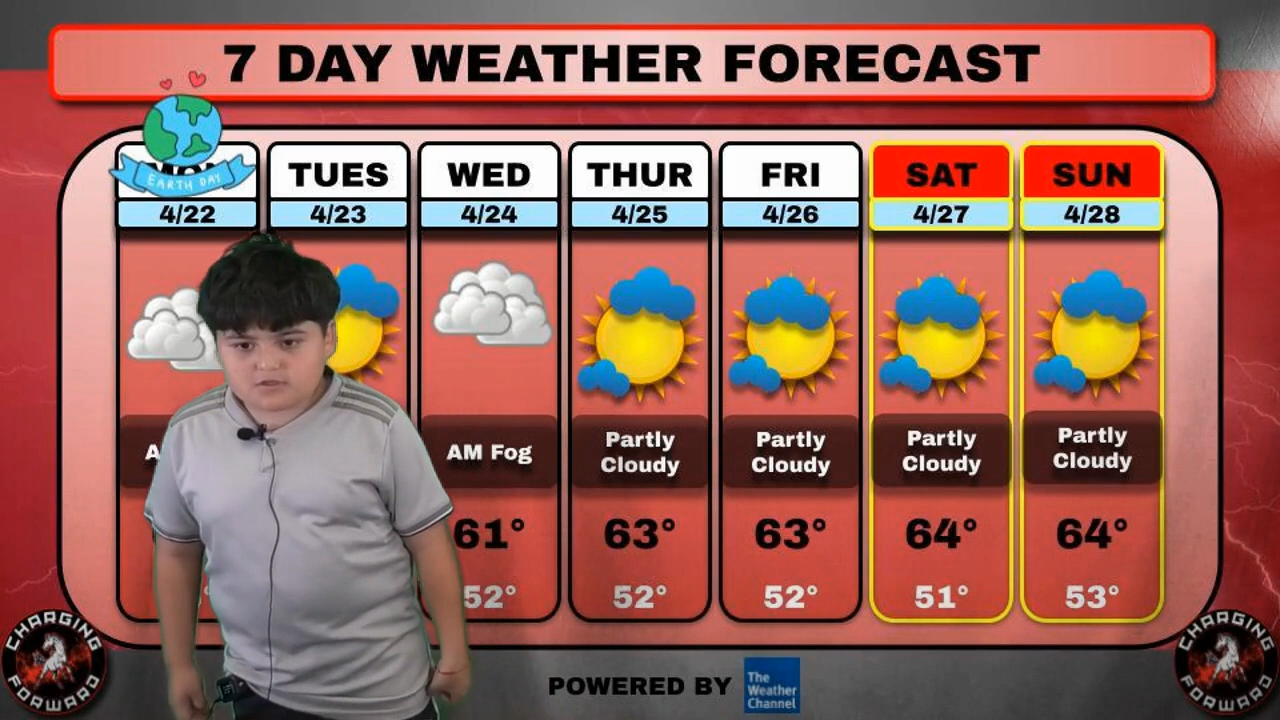 7 DAY WEATHER FORECAST
EARTH DAY
TUES
WED
THUR
FRI
SAT
SUN
4/22
4/23
4/24
4/25
4/26
4/27
4/28
AM Fog
Partly
Cloudy
Partly
Cloudy
Partly
Cloudy
Partly
Cloudy
61°
63°
63°
64°
64°
52°
52°
52°
51°
53°
CHARGING
FORWARD
POWERED BY
The
Weather
Channel
CHARGING
FORWARD